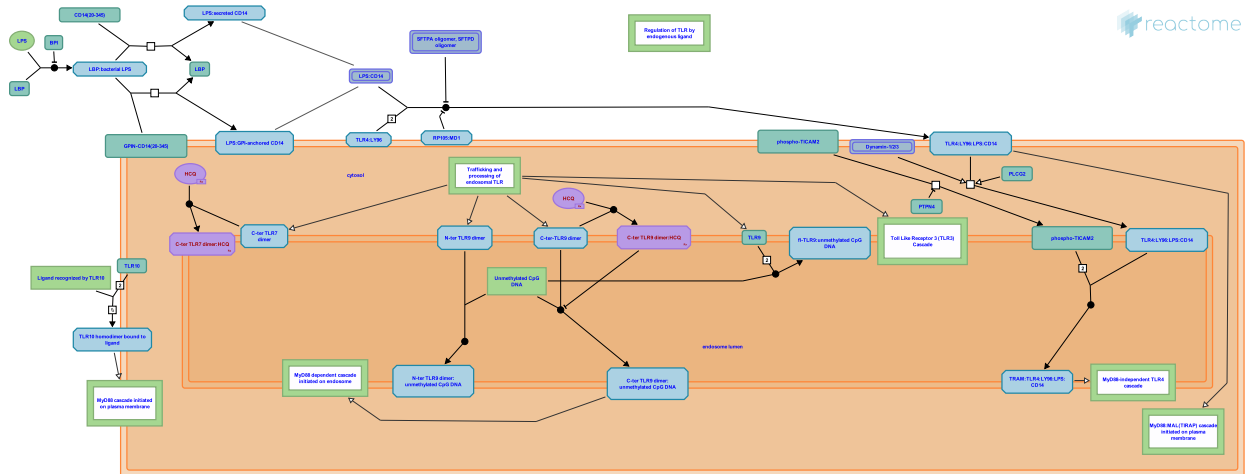 CD14(20-345)
LPS:secreted CD14
LPS
BPI
LBP:bacterial LPS
LBP
LBP
GPIN-CD14(20-345)
LPS:GPI-anchored CD14
SFTPA oligomer, SFTPD
oligomer
LPS:CD14
2
TLR4:LY96
RP105:MD1
Regulation of TLR by
endogenous ligand
reactome
phospho-TICAM2
Dynamin-1/2/3
TLR4:LY96:LPS:CD14
PLCG2
PTPN4
cytosol
HCQ
C-ter TLR7 dimer:HCQ
C-ter TLR7
dimer
Trafficking and
processing of
endosomal TLR
HCQ
N-ter TLR9 dimer
C-ter-TLR9 dimer
C-ter TLR9 dimer:HCQ
TLR9
2
fl-TLR9:unmethylated CpG
DNA
Toll Like Receptor 3 (TLR3)
Cascade
phospho-TICAM2
TLR4:LY96:LPS:CD14
2
Ligand recognized by TLR10
TLR10
2
TLR10 homodimer bound to
ligand
MyD88 cascade initiated
on plasma membrane
Unmethylated CpG
DNA
endosome lumen
MyD88 dependent cascade
initiated on endosome
N-ter TLR9 dimer:
unmethylated CpG DNA
C-ter TLR9 dimer:
unmethylated CpG DNA
TRAM:TLR4:LY96:LPS:
CD14
MyD88-independent TLR4
cascade
MyD88:MAL(TIRAP) cascade
initiated on plasma
membrane